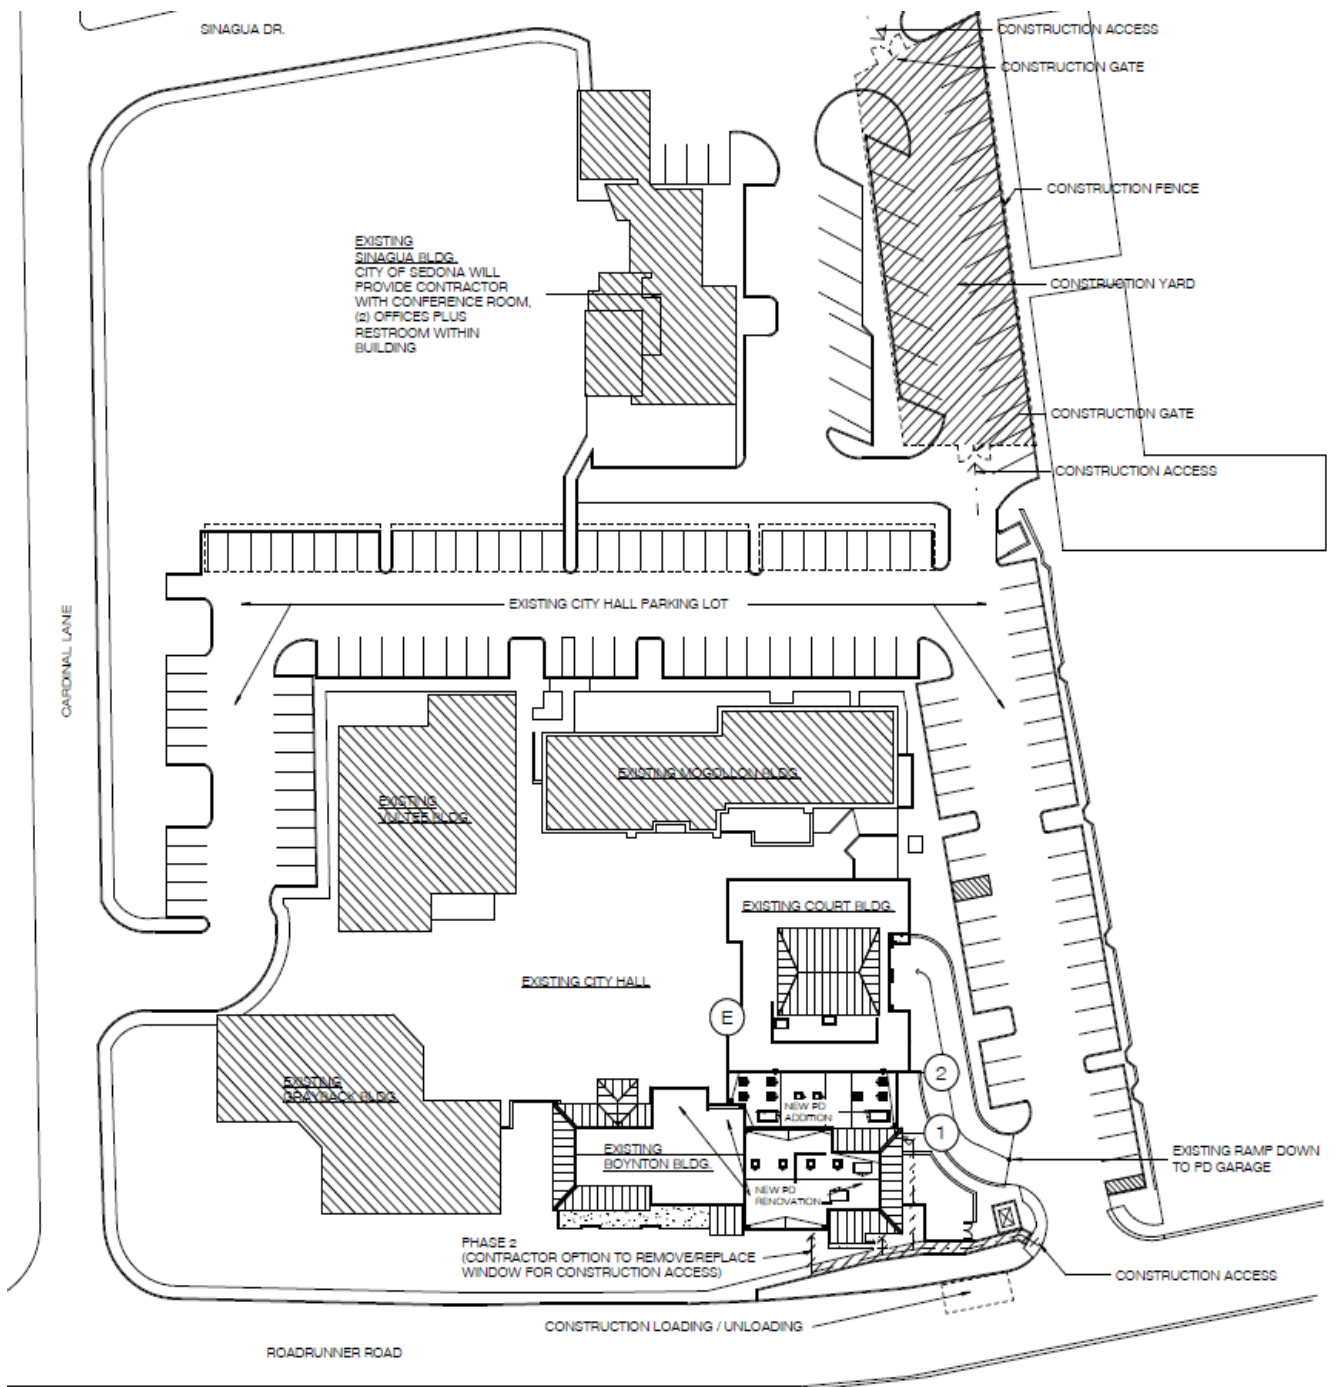 SINAGUA DR.
CONSTRUCTION ACCESS
CONSTRUCTION GATE
CONSTRUCTION FENCE
EXISTING
SINAGUA BLDG.
CITY OF SEDONA WILL
PROVIDE CONTRACTOR
WITH CONFERENCE ROOM,
(2) OFFICES PLUS
RESTROOM WITHIN
BUILDING
CONSTRUCTION YARD
CONSTRUCTION GATE
CONSTRUCTION ACCESS
EXISTING CITY HALL PARKING LOT
CARDINAL LANE
EXISTING MOGOLLON BLDG.
EXISTING
VULTEE BLDG.
EXISTING COURT BLDG.
EXISTING CITY HALL
E
2
EXISTING
GRAYBACK BLDG.
NEW PD
ADDITION
1
EXISTING
BOYNTON BLDG.
EXISTING RAMP DOWN
TO PD GARAGE
NEW PD
RENOVATION
PHASE 2
(CONTRACTOR OPTION TO REMOVE/REPLACE
WINDOW FOR CONSTRUCTION ACCESS)
CONSTRUCTION ACCESS
CONSTRUCTION LOADING / UNLOADING
ROADRUNNER ROAD